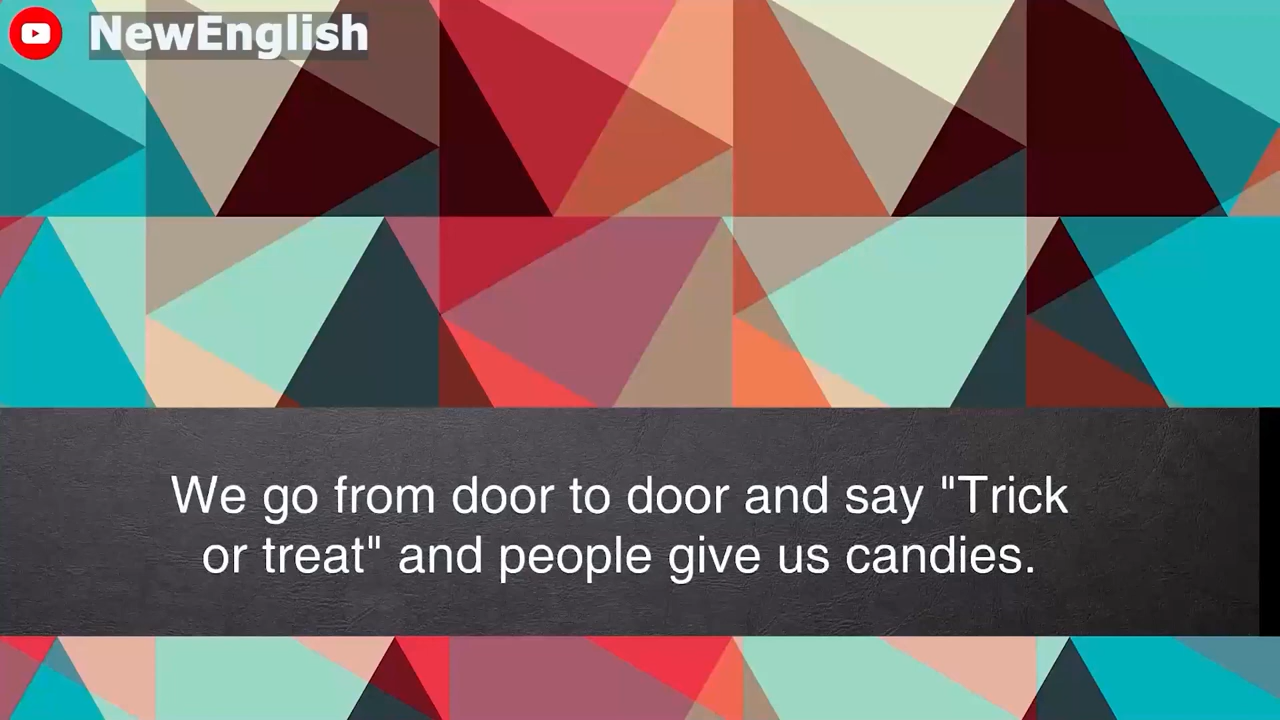 NewEnglish
We go from door to door and say "Trick
or treat" and people give us candies.